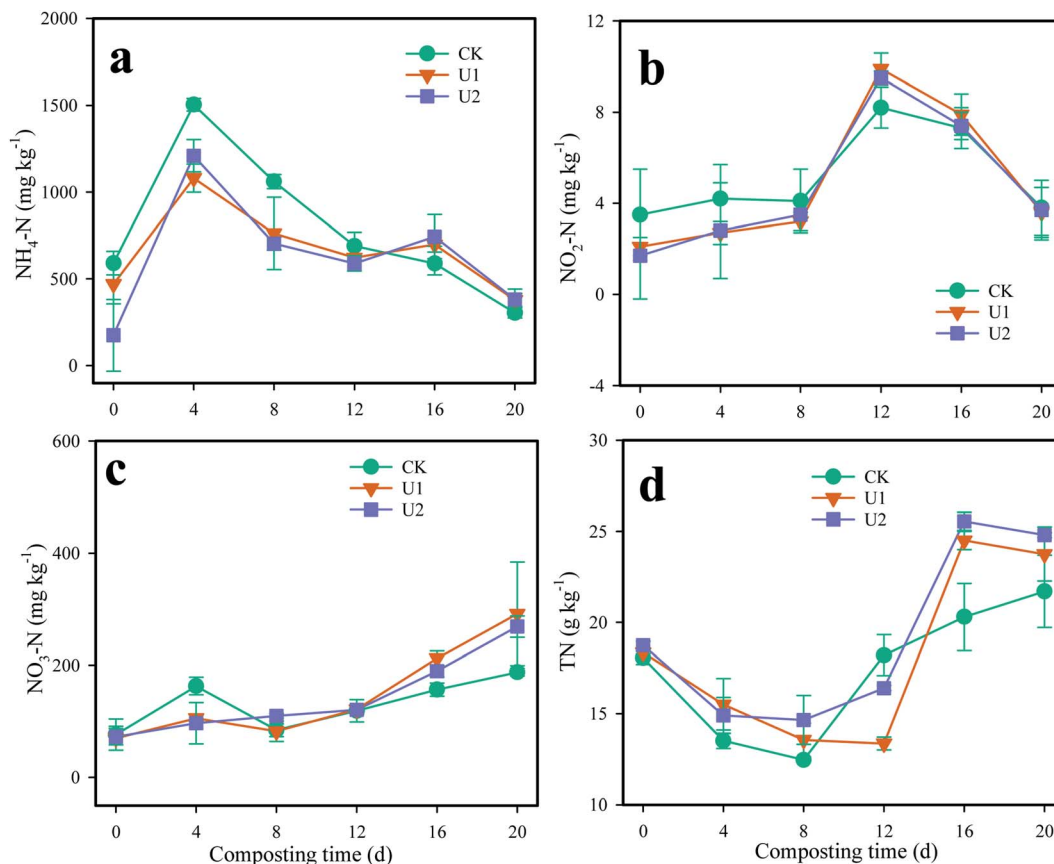 a
2000
1500
1000
500
0
NH₄-N (mg kg⁻¹)
CK
U1
U2
0 4 8 12 16 20
b
12
8
4
0
-4
NO₂-N (mg kg⁻¹)
CK
U1
U2
0 4 8 12 16 20
c
600
400
200
0
NO₃-N (mg kg⁻¹)
CK
U1
U2
0 4 8 12 16 20
Composting time (d)
d
30
25
20
15
10
TN (g kg⁻¹)
CK
U1
U2
0 4 8 12 16 20
Composting time (d)